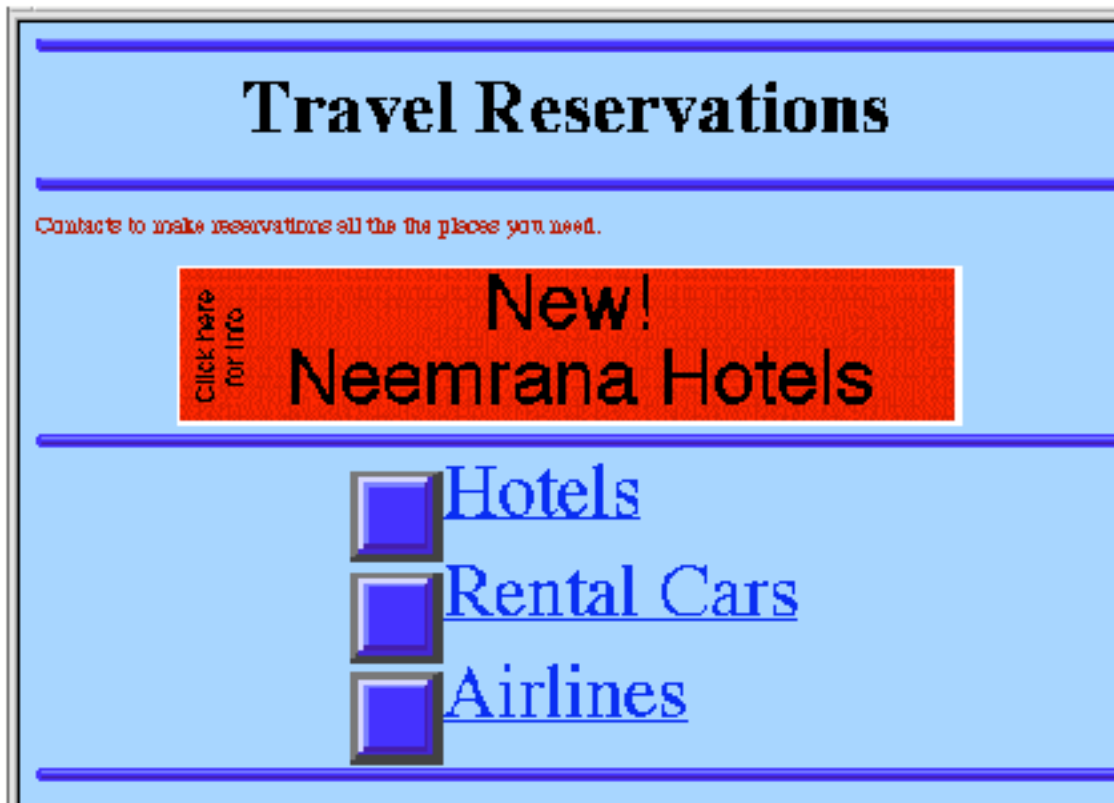 Travel Reservations
Contacts to make reservations all the the places you need.
Click here
for Info
New!
Neemrana Hotels
Hotels
Rental Cars
Airlines